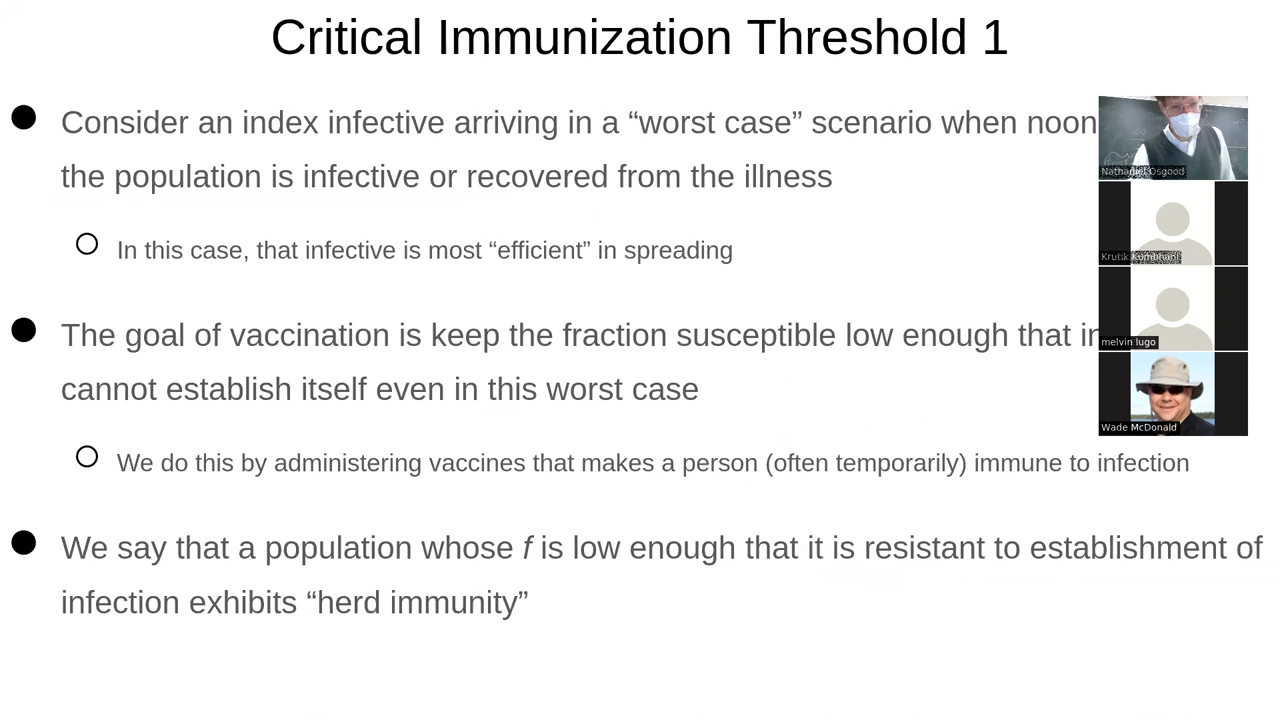 Critical Immunization Threshold 1
● Consider an index infective arriving in a “worst case” scenario when noon
the population is infective or recovered from the illness
○ In this case, that infective is most “efficient” in spreading
● The goal of vaccination is keep the fraction susceptible low enough that
cannot establish itself even in this worst case
○ We do this by administering vaccines that makes a person (often temporarily) immune to infection
● We say that a population whose f is low enough that it is resistant to establishment of
infection exhibits “herd immunity”
Nathaniel Osgood
Krutik Kumbhani
melvin lugo
Wade McDonald